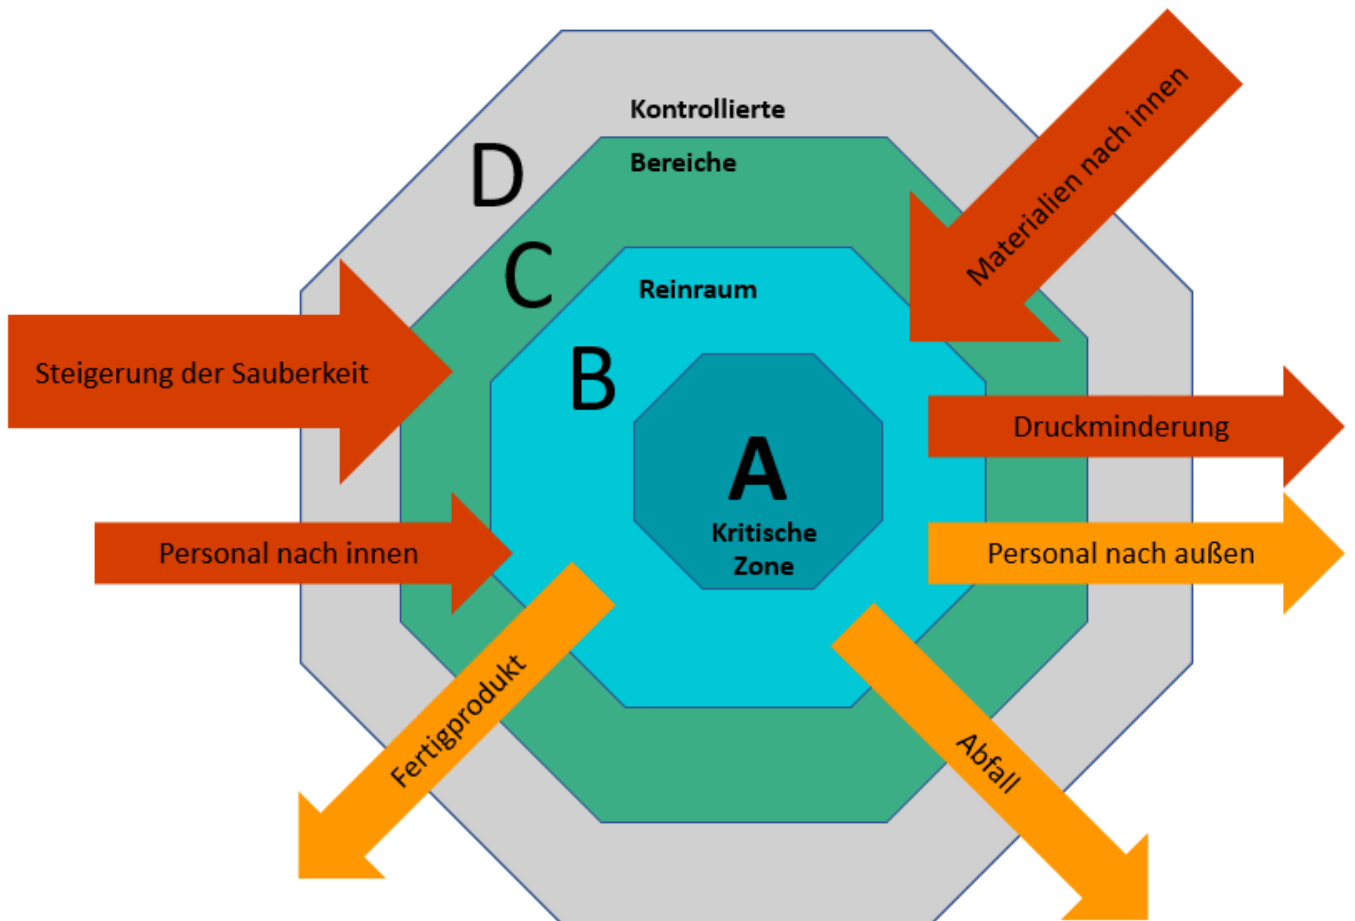 Kontrollierte
Bereiche
D
C
Reinraum
B
A
Kritische
Zone
Materialien nach innen
Steigerung der Sauberkeit
Druckminderung
Personal nach innen
Personal nach außen
Fertigprodukt
Abfall